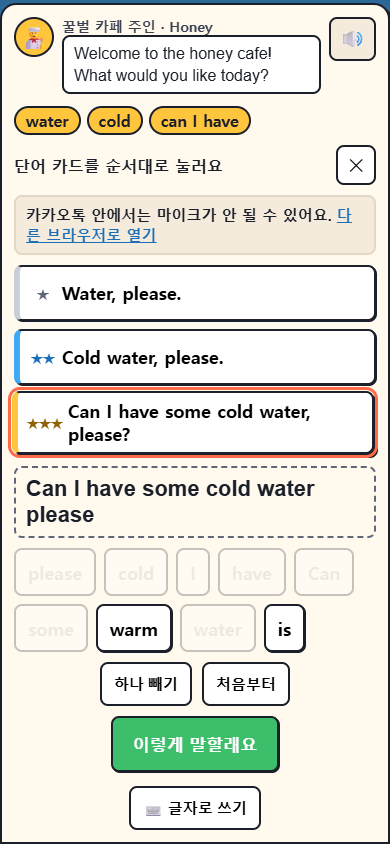 꿀벌 카페 주인 · Honey
Welcome to the honey cafe!
What would you like today?
water cold can I have
단어 카드를 순서대로 눌러요
카카오톡 안에서는 마이크가 안 될 수 있어요. 다
른 브라우저로 열기
★ Water, please.
★★ Cold water, please.
★★★ Can I have some cold water,
please?
Can I have some cold water
please
please cold I have Can
some warm water is
하나 빼기 처음부터
이렇게 말할래요
글자로 쓰기